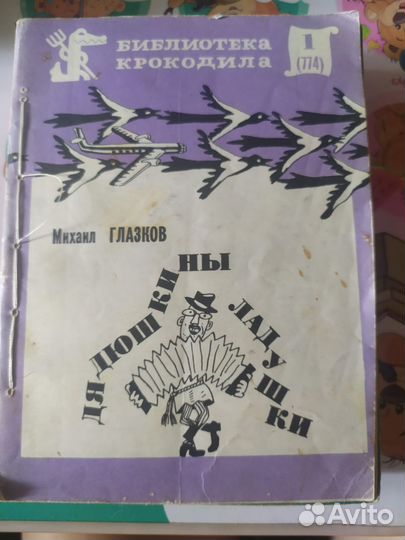 БИБЛИОТЕКА
КРОКОДИЛА
1
(774)
Михаил ГЛАЗКОВ
ДЯДЮШКИНЫ
ЛАДУШКИ
Avito